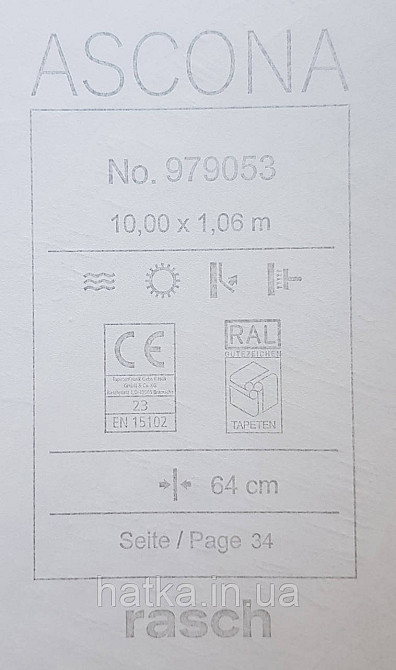 ASCONA
No. 979053
10,00 x 1,06 m
CE
RAL
GÜTEZEICHEN
23
EN 15102
TAPETEN
64 cm
Seite / Page 34
hatka.in.ua
rasch